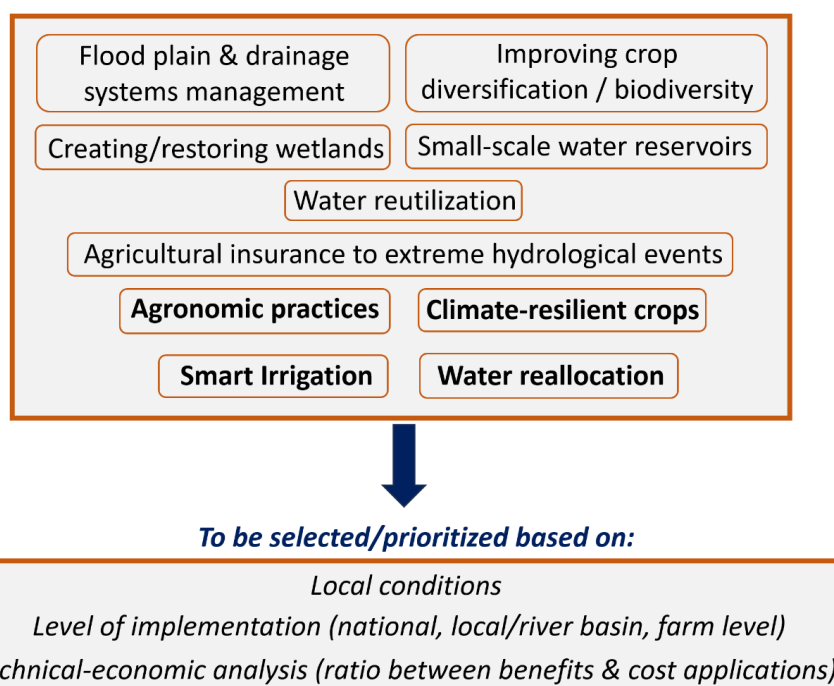 Flood plain & drainage
systems management
Improving crop
diversification / biodiversity
Creating/restoring wetlands
Small-scale water reservoirs
Water reutilization
Agricultural insurance to extreme hydrological events
Agronomic practices
Climate-resilient crops
Smart Irrigation
Water reallocation
To be selected/prioritized based on:
Local conditions
Level of implementation (national, local/river basin, farm level)
chnical-economic analysis (ratio between benefits & cost applications)